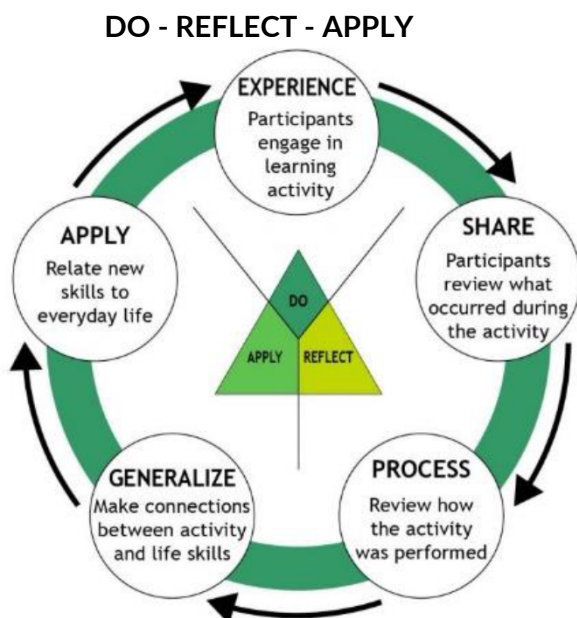 DO - REFLECT - APPLY
EXPERIENCE
Participants
engage in
learning
activity
SHARE
Participants
review what
occurred during
the activity
PROCESS
Review how
the activity
was performed
GENERALIZE
Make connections
between activity
and life skills
APPLY
Relate new
skills to
everyday life
DO
APPLY
REFLECT